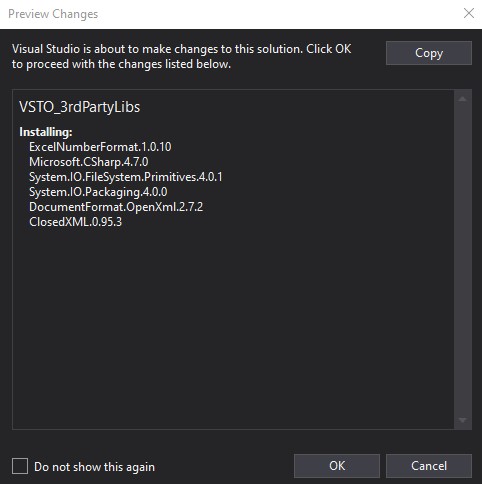 Preview Changes
Visual Studio is about to make changes to this solution. Click OK
to proceed with the changes listed below.
Copy
VSTO_3rdPartyLibs
Installing:
ExcelNumberFormat.1.0.10
Microsoft.CSharp.4.7.0
System.IO.FileSystem.Primitives.4.0.1
System.IO.Packaging.4.0.0
DocumentFormat.OpenXml.2.7.2
ClosedXML.0.95.3
Do not show this again
OK
Cancel